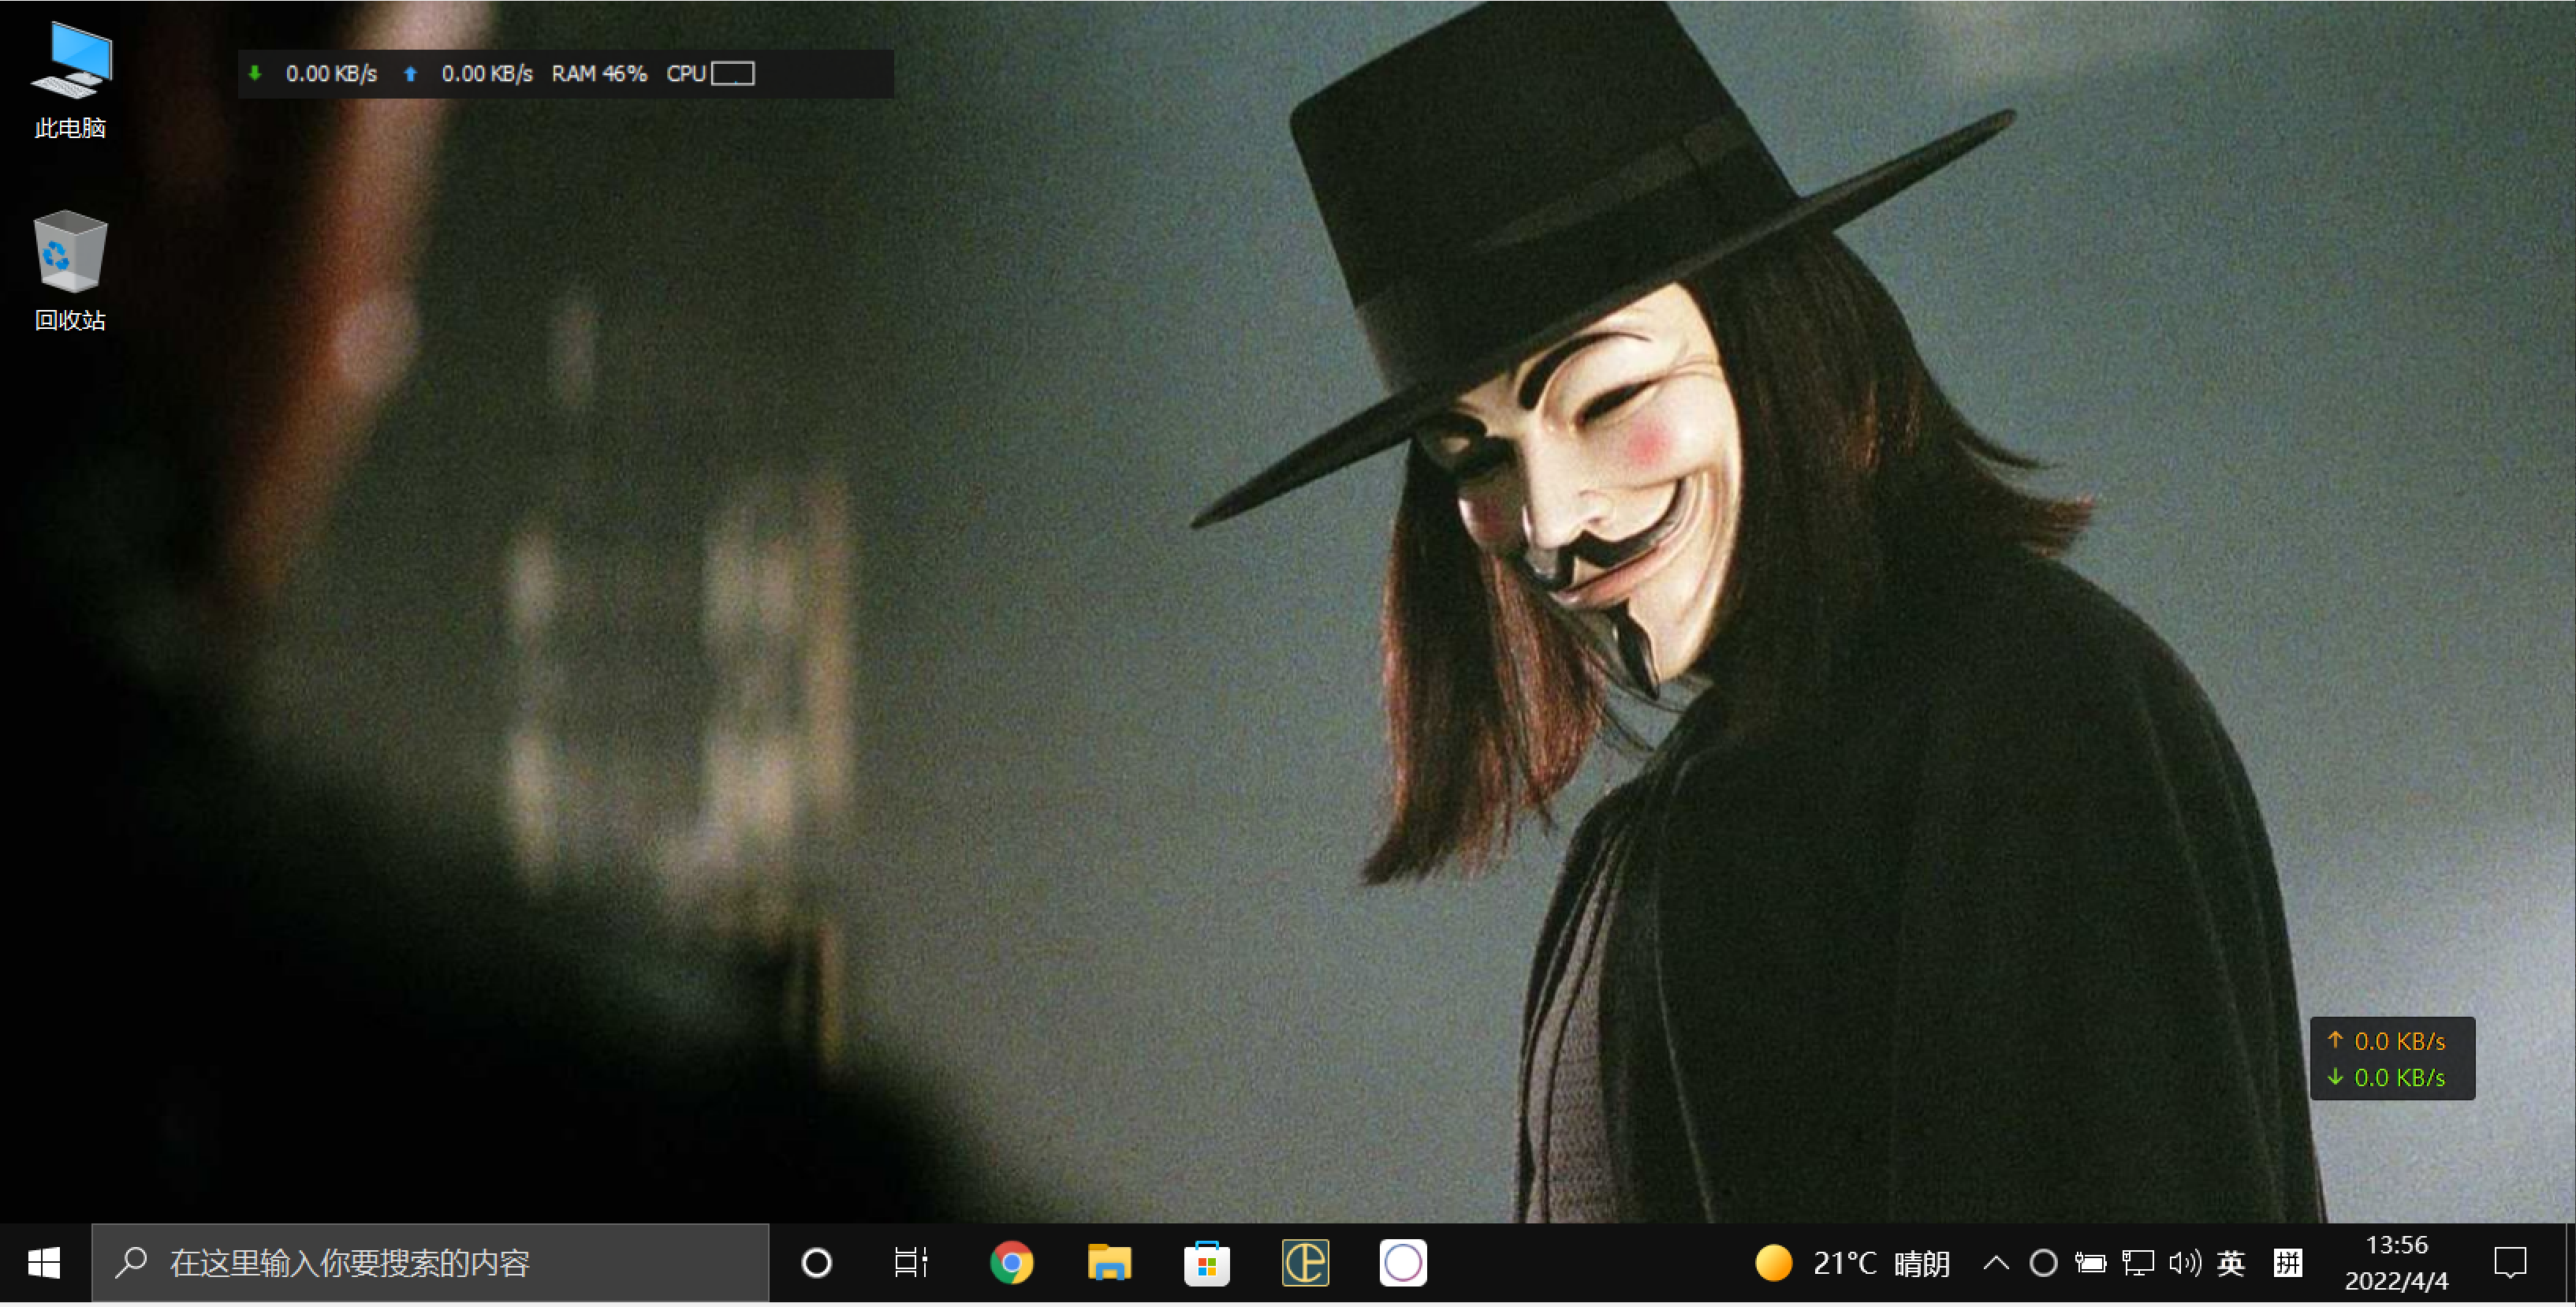 0.00 KB/s 0.00 KB/s RAM 46% CPU
此电脑
回收站
↑ 0.0 KB/s
↓ 0.0 KB/s
在这里输入你要搜索的内容
21°C 晴朗
英
拼
13:56
2022/4/4